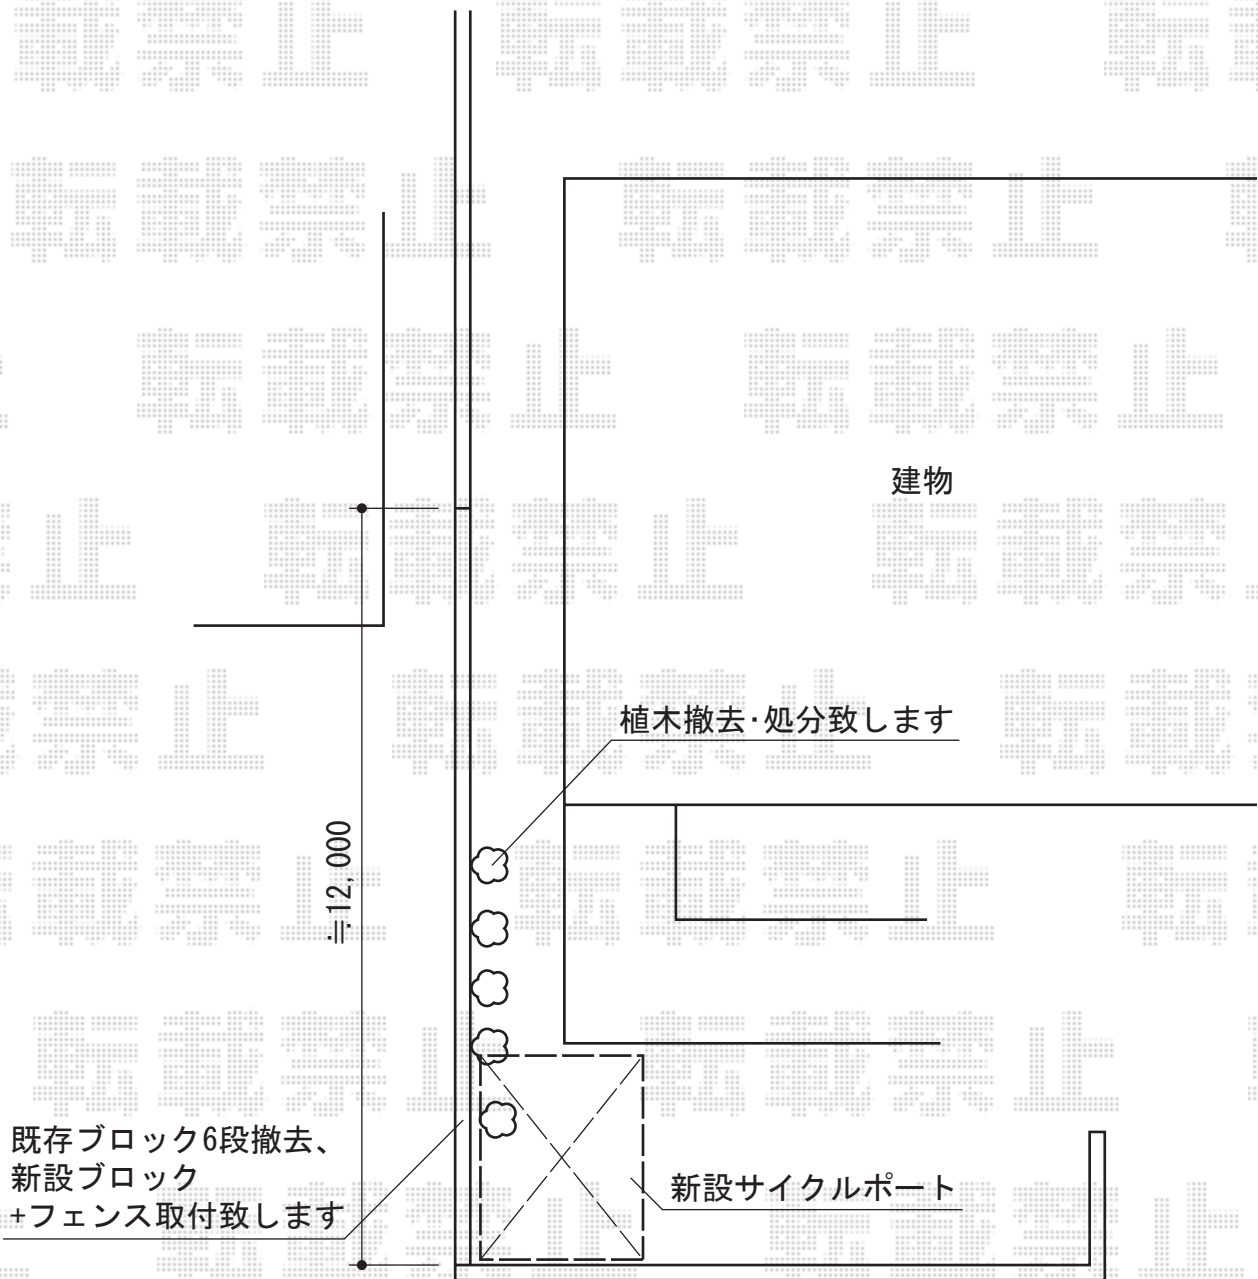 転載禁止
建物
植木撤去・処分致します
≒12,000
既存ブロック6段撤去、
新設ブロック
+フェンス取付致します
新設サイクルポート